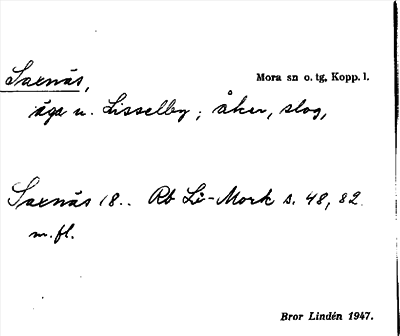 Saxnäs,
Mora sn o. tg, Kopp. l.
äga u. Lisselby; åker, slog,
Saxnäs 18.. Rb Li-Mork s. 48, 82
m. fl.
Bror Lindén 1947.